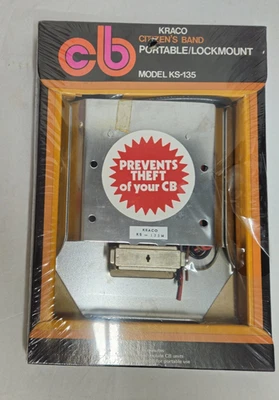 cb
KRACO
CITIZEN'S BAND
PORTABLE/LOCKMOUNT
MODEL KS-135
PREVENTS
THEFT
of your CB
KRACO